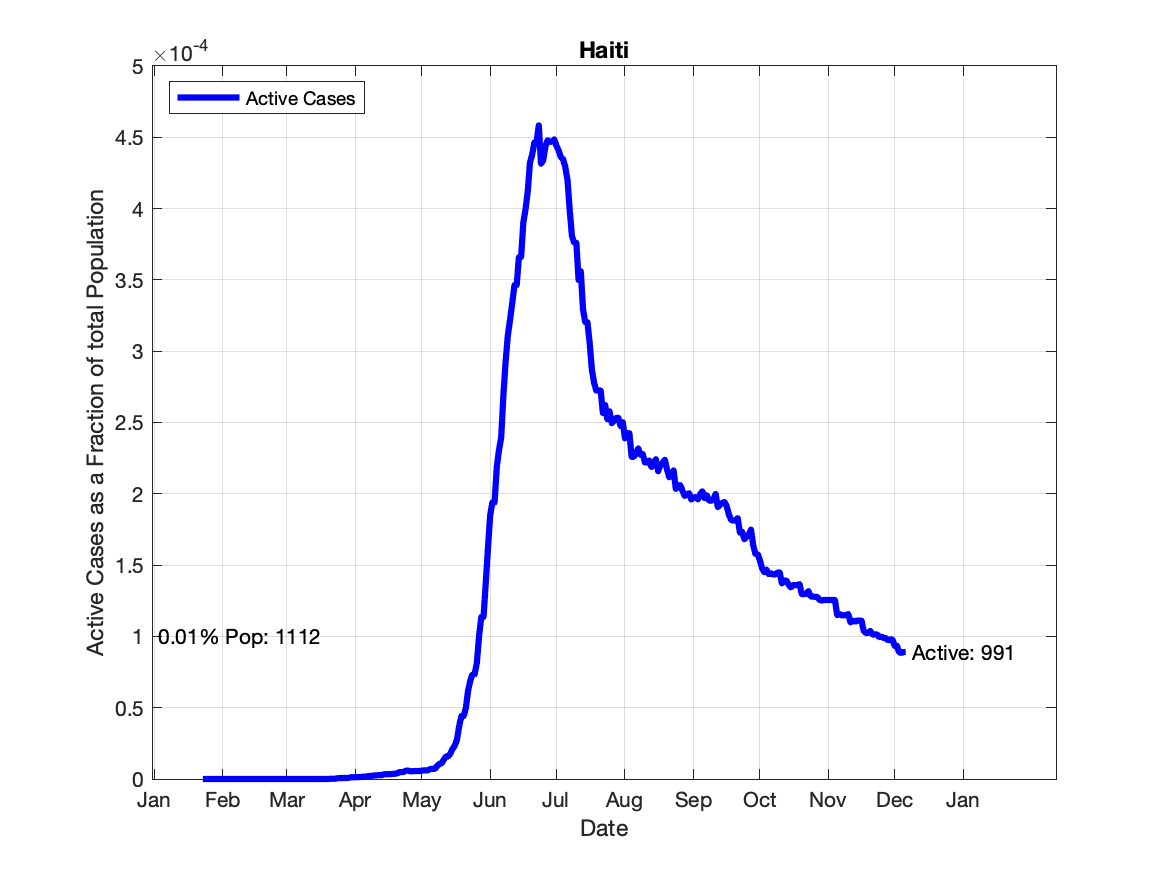 Haiti
×10-4
Active Cases
5
4.5
4
3.5
3
2.5
2
1.5
1
0.5
0
Active Cases as a Fraction of total Population
0.01% Pop: 1112
Active: 991
Jan Feb Mar Apr May Jun Jul Aug Sep Oct Nov Dec Jan
Date